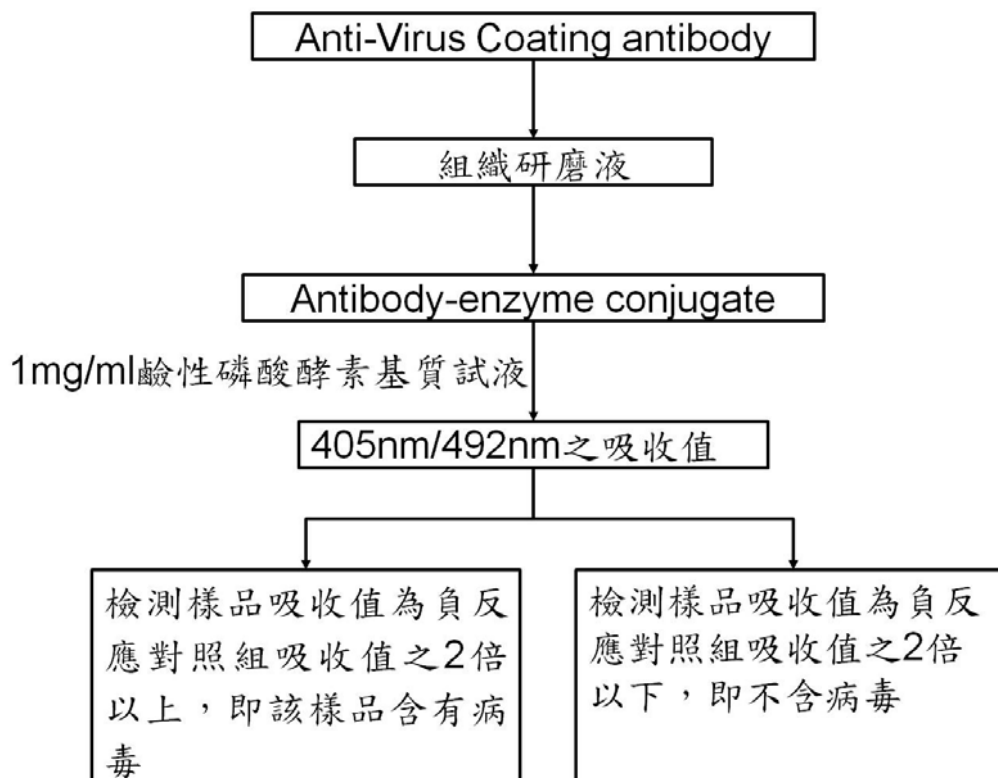 Anti-Virus Coating antibody
組織研磨液
Antibody-enzyme conjugate
1mg/ml鹼性磷酸酵素基質試液
405nm/492nm之吸收值
檢測樣品吸收值為負反
應對照組吸收值之2倍
以上，即該樣品含有病
毒
檢測樣品吸收值為負反
應對照組吸收值之2倍
以下，即不含病毒